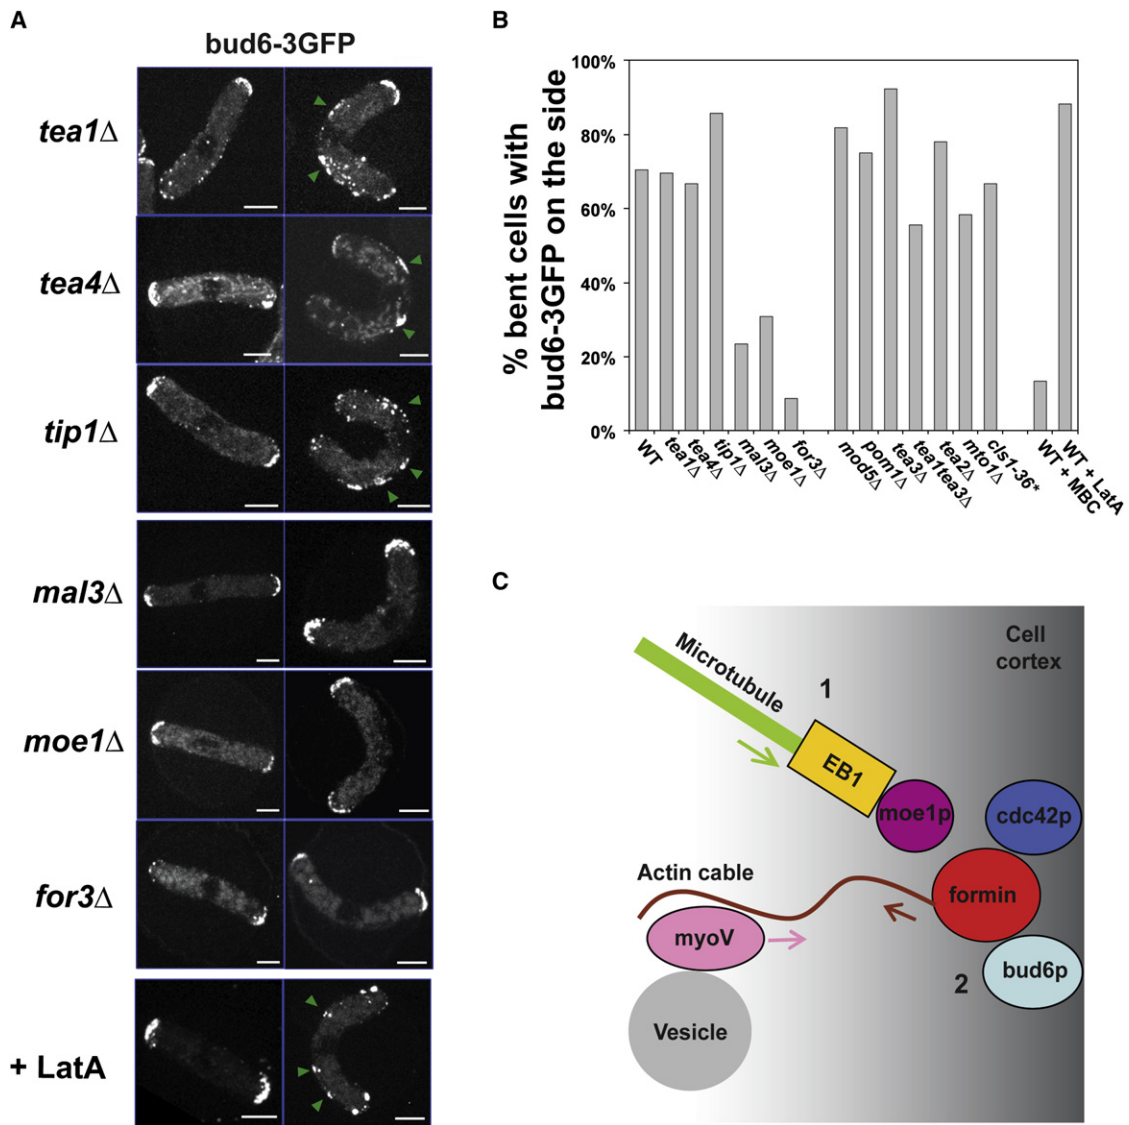 A
bud6-3GFP
tea1Δ
tea4Δ
tip1Δ
mal3Δ
moe1Δ
for3Δ
+ LatA
B
% bent cells with
bud6-3GFP on the side
100%
80%
60%
40%
20%
0%
WT
tea1Δ
tea4Δ
tip1Δ
mal3Δ
moe1Δ
for3Δ
mod5Δ
pom1Δ
tea3Δ
tea1tea3Δ
tea2Δ
mto1Δ
cls1-36*
WT + MBC
WT + LatA
C
Cell
cortex
Microtubule
1
EB1
moe1p
cdc42p
Actin cable
formin
myoV
bud6p
2
Vesicle